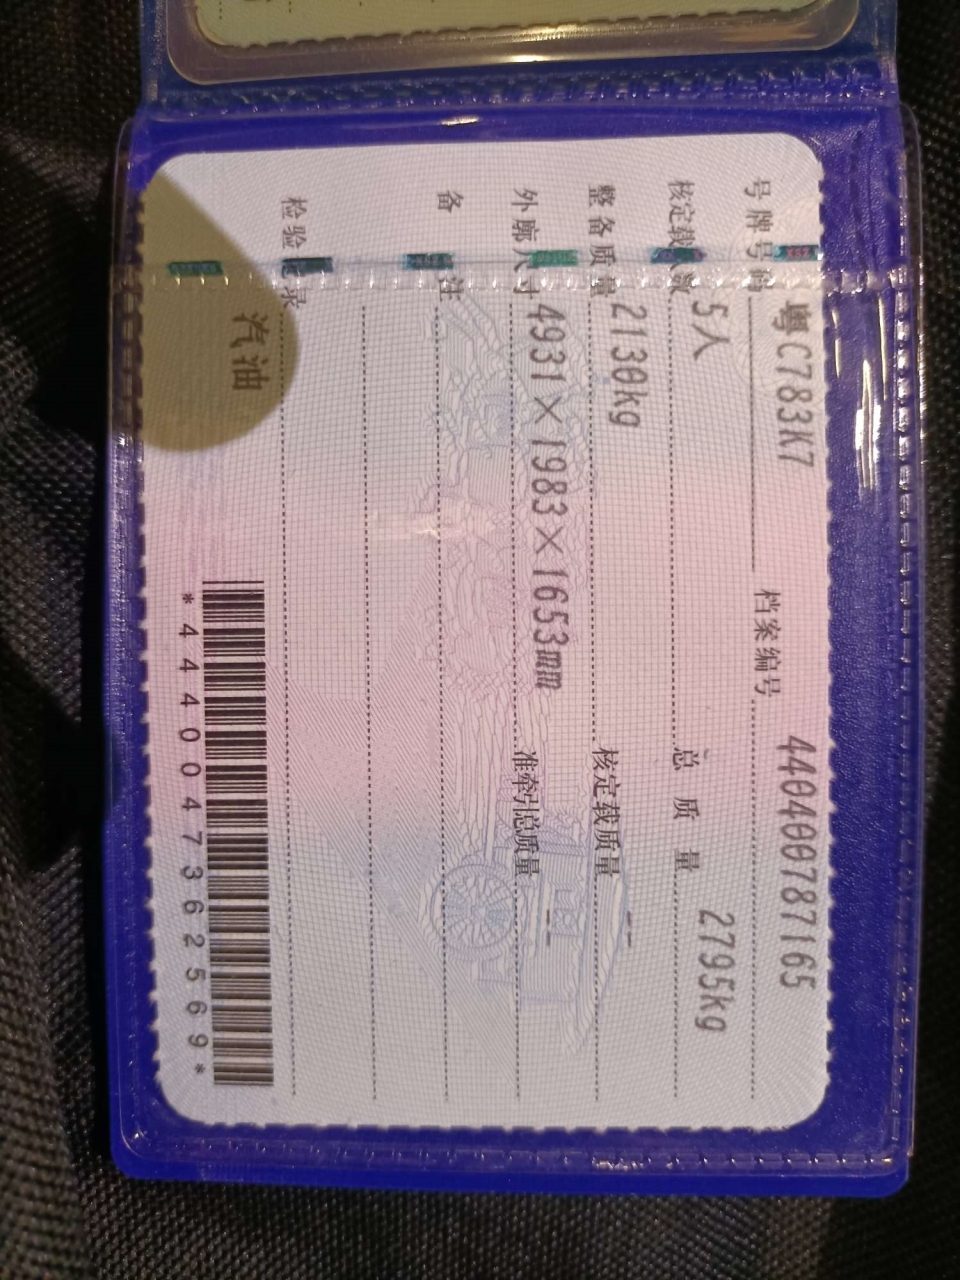 号牌号码 粤C783K7 档案编号 440400787165
核定载人数 5人 总质量 2795kg
整备质量 2130kg 核定载质量 --
外廓尺寸 4931×1983×1653mm 准牵引总质量 --
备注
检验记录
汽油
*4440047362569*